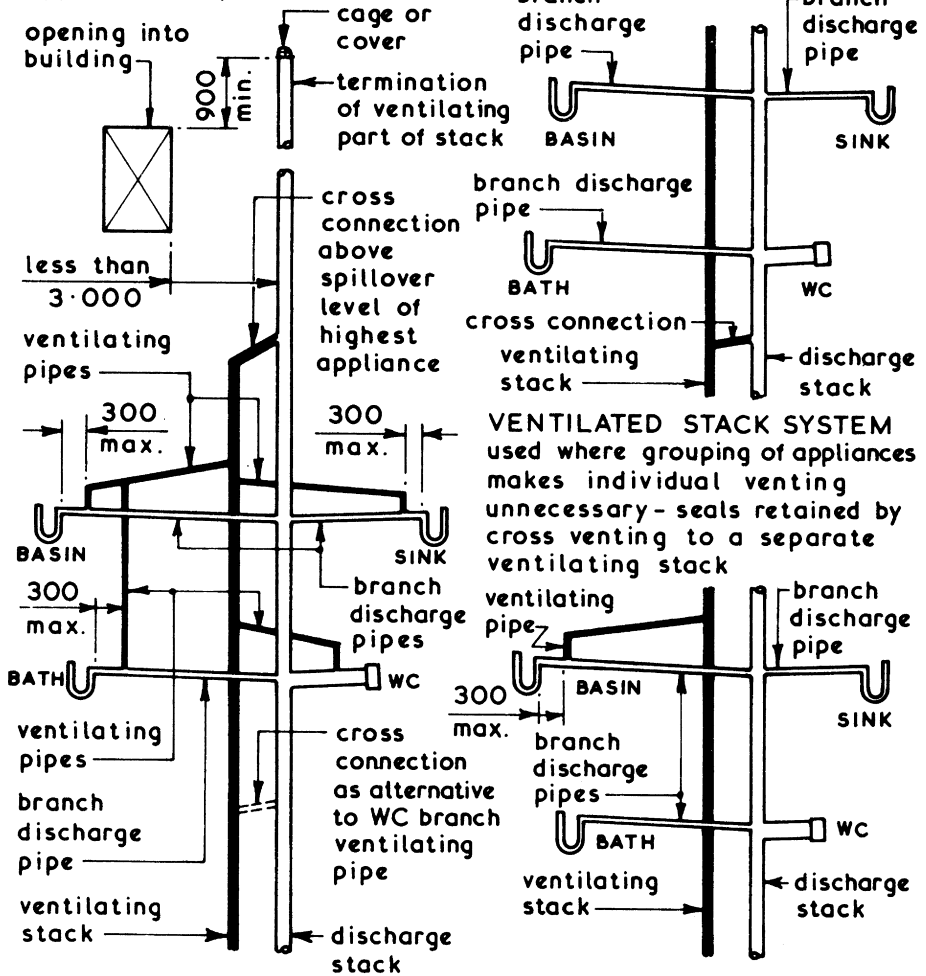 cage or
cover
opening into
building
900
min.
termination
of ventilating
part of stack
cross
connection
above
spillover
level of
highest
appliance
less than
3·000
ventilating
pipes
300
max.
300
max.
BASIN
SINK
branch
discharge
pipes
300
max.
BATH
WC
ventilating
pipes
cross
connection
as alternative
to WC branch
ventilating
pipe
branch
discharge
pipe
ventilating
stack
discharge
stack
branch
discharge
pipe
branch
discharge
pipe
BASIN
SINK
branch discharge
pipe
BATH
WC
cross connection
ventilating
stack
discharge
stack
VENTILATED STACK SYSTEM
used where grouping of appliances
makes individual venting
unnecessary - seals retained by
cross venting to a separate
ventilating stack
ventilating
pipe
branch
discharge
pipe
BASIN
SINK
300
max.
branch
discharge
pipes
BATH
WC
ventilating
stack
discharge
stack